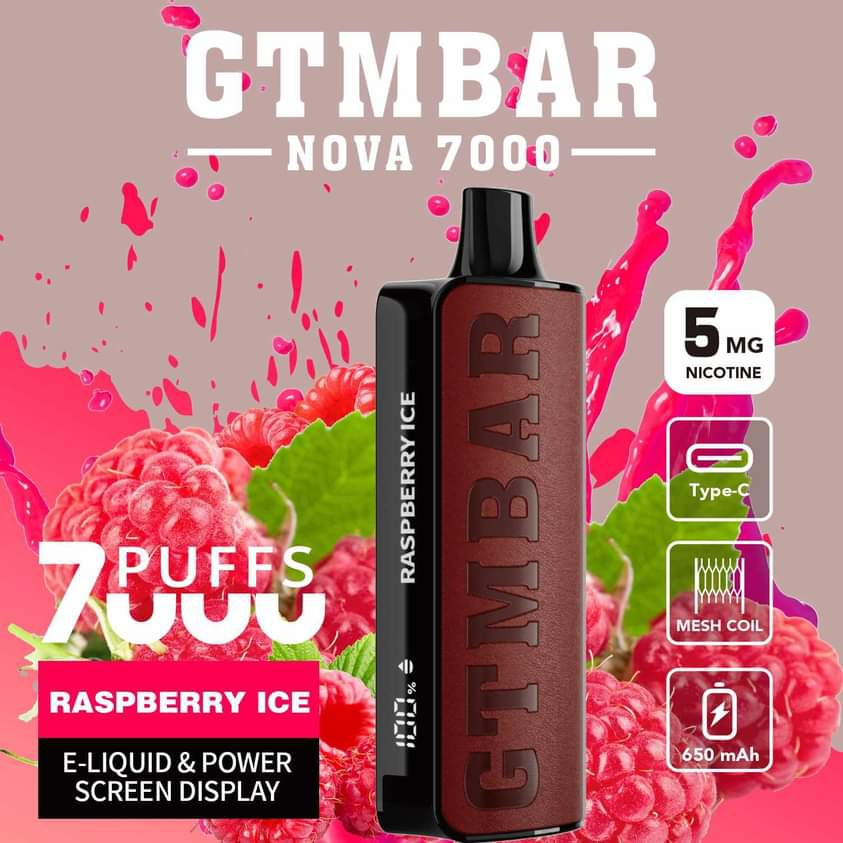 GTMBAR
NOVA 7000
5 MG
NICOTINE
Type-C
MESH COIL
650 mAh
RASPBERRY ICE
100%
GTMBAR
7000
PUFFS
RASPBERRY ICE
E-LIQUID & POWER
SCREEN DISPLAY